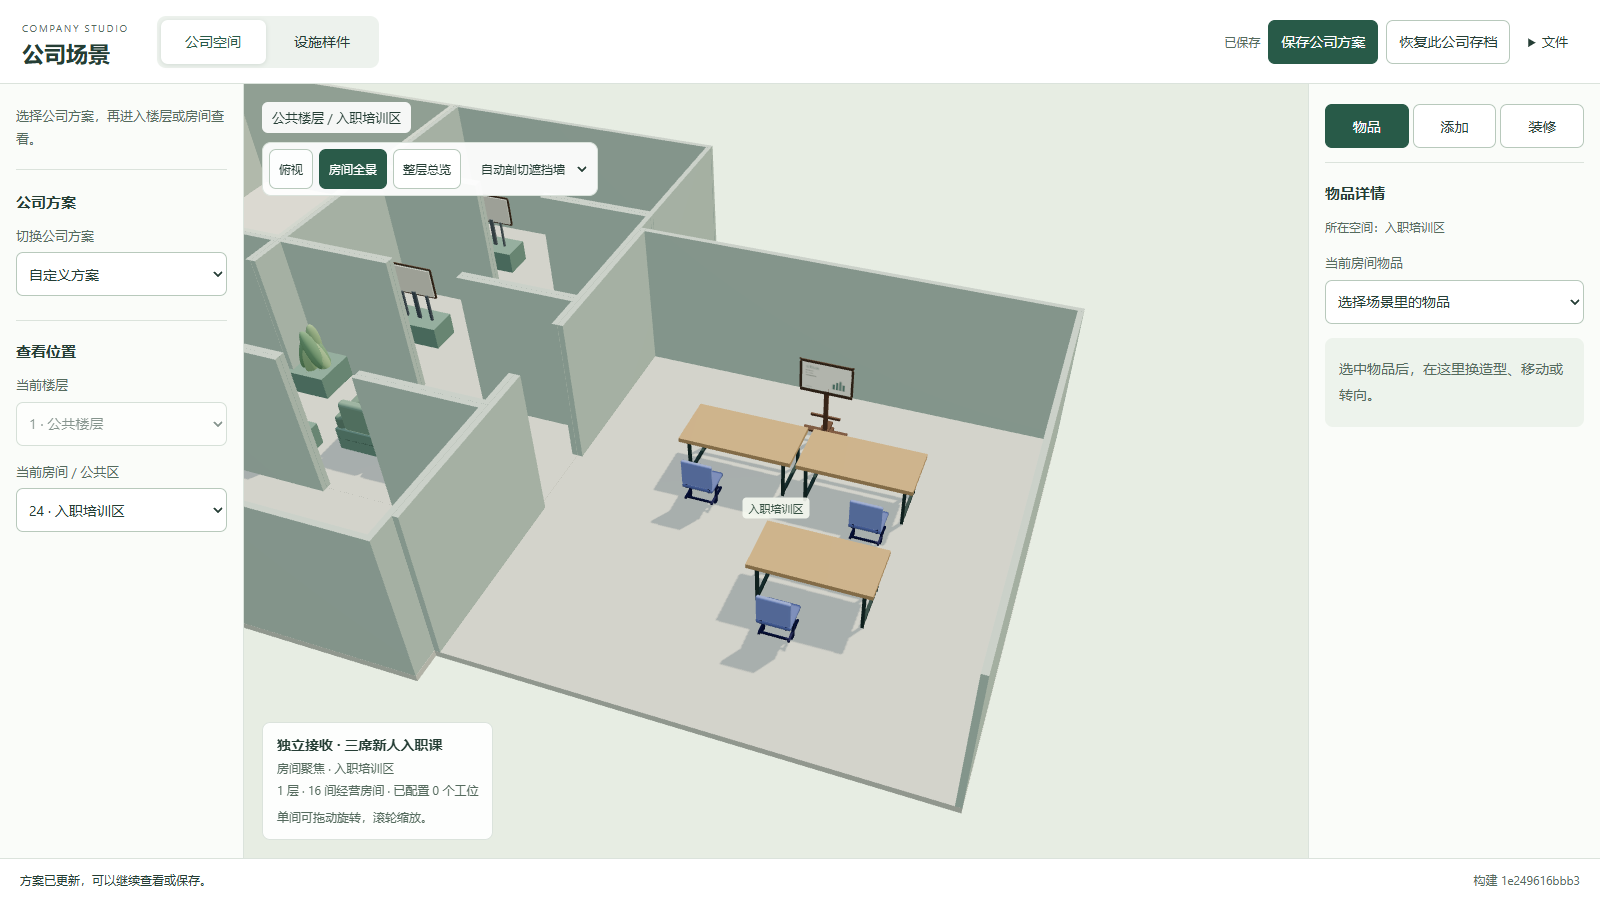 COMPANY STUDIO
公司场景
公司空间
设施样件
已保存
保存公司方案
恢复此公司存档
▶ 文件
选择公司方案，再进入楼层或房间查
看。
公司方案
切换公司方案
自定义方案
查看位置
当前楼层
1 · 公共楼层
当前房间 / 公共区
24 · 入职培训区
公共楼层 / 入职培训区
俯视
房间全景
整层总览
自动剖切遮挡墙
入职培训区
独立接收 · 三席新人入职课
房间聚焦 · 入职培训区
1 层 · 16 间经营房间 · 已配置 0 个工位
单间可拖动旋转，滚轮缩放。
物品
添加
装修
物品详情
所在空间：入职培训区
当前房间物品
选择场景里的物品
选中物品后，在这里换造型、移动或
转向。
方案已更新，可以继续查看或保存。
构建 1e249616bbb3